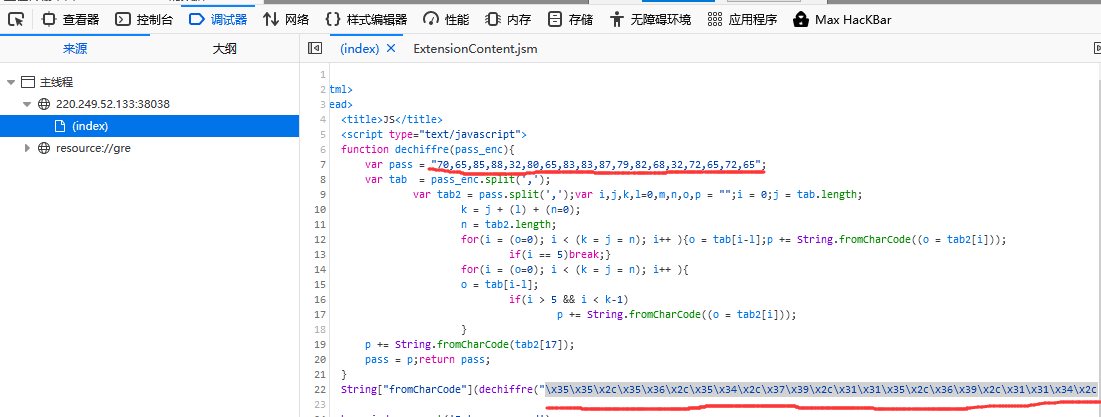 查看器 控制台 调试器 网络 样式编辑器 性能 内存 存储 无障碍环境 应用程序 Max HacKBar
来源 大纲 (index) ExtensionContent.jsm
主线程
220.249.52.133:38038
(index)
resource://gre
1
2 tml>
3 ead>
4 <title>JS</title>
5 <script type="text/javascript">
6 function dechiffre(pass_enc){
7 var pass = "70,65,85,88,32,80,65,83,83,87,79,82,68,32,72,65,72,65";
8 var tab = pass_enc.split(',');
9 var tab2 = pass.split(',');var i,j,k,l=0,m,n,o,p = "";i = 0;j = tab.length;
10 k = j + (l) + (n=0);
11 n = tab2.length;
12 for(i = (o=0); i < (k = j = n); i++ ){o = tab[i-l];p += String.fromCharCode((o = tab2[i]));
13 if(i == 5)break;}
14 for(i = (o=0); i < (k = j = n); i++ ){
15 o = tab[i-l];
16 if(i > 5 && i < k-1)
17 p += String.fromCharCode((o = tab2[i]));
18 }
19 p += String.fromCharCode(tab2[17]);
20 pass = p;return pass;
21 }
22 String["fromCharCode"](dechiffre("\x35\x35\x2c\x35\x36\x2c\x35\x34\x2c\x37\x39\x2c\x31\x31\x35\x2c\x36\x39\x2c\x31\x31\x34\x2c
23